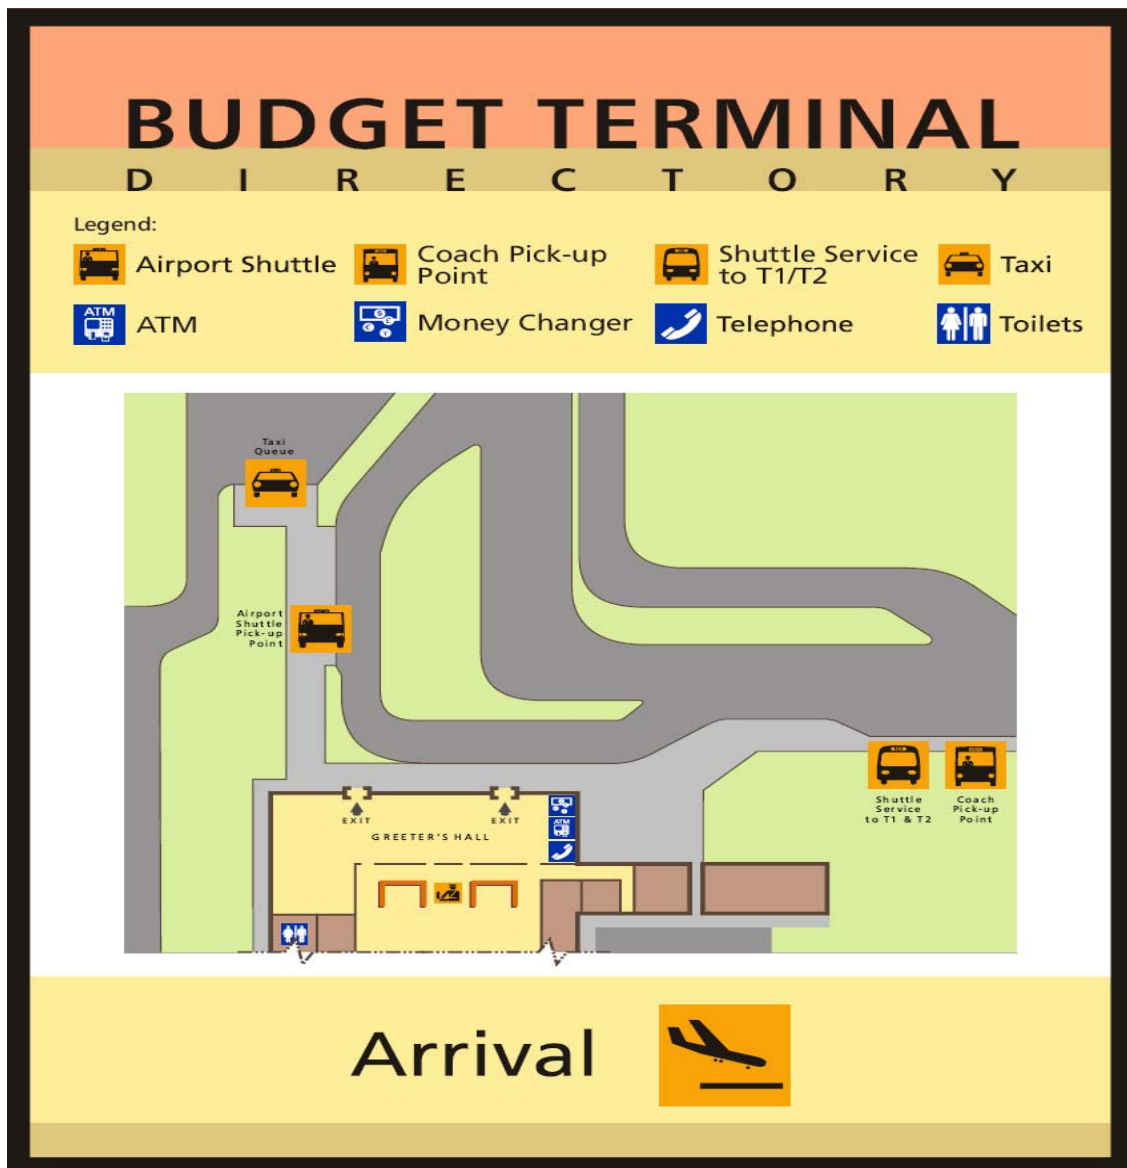 BUDGET TERMINAL
DIRECTORY
Legend:
Airport Shuttle
Coach Pick-up
Point
Shuttle Service
to T1/T2
Taxi
ATM
ATM
Money Changer
Telephone
Toilets
Taxi
Queue
Airport
Shuttle
Pick-up
Point
Shuttle
Service
to T1 & T2
Coach
Pick-up
Point
EXIT
EXIT
GREETER'S HALL
ATM
Arrival